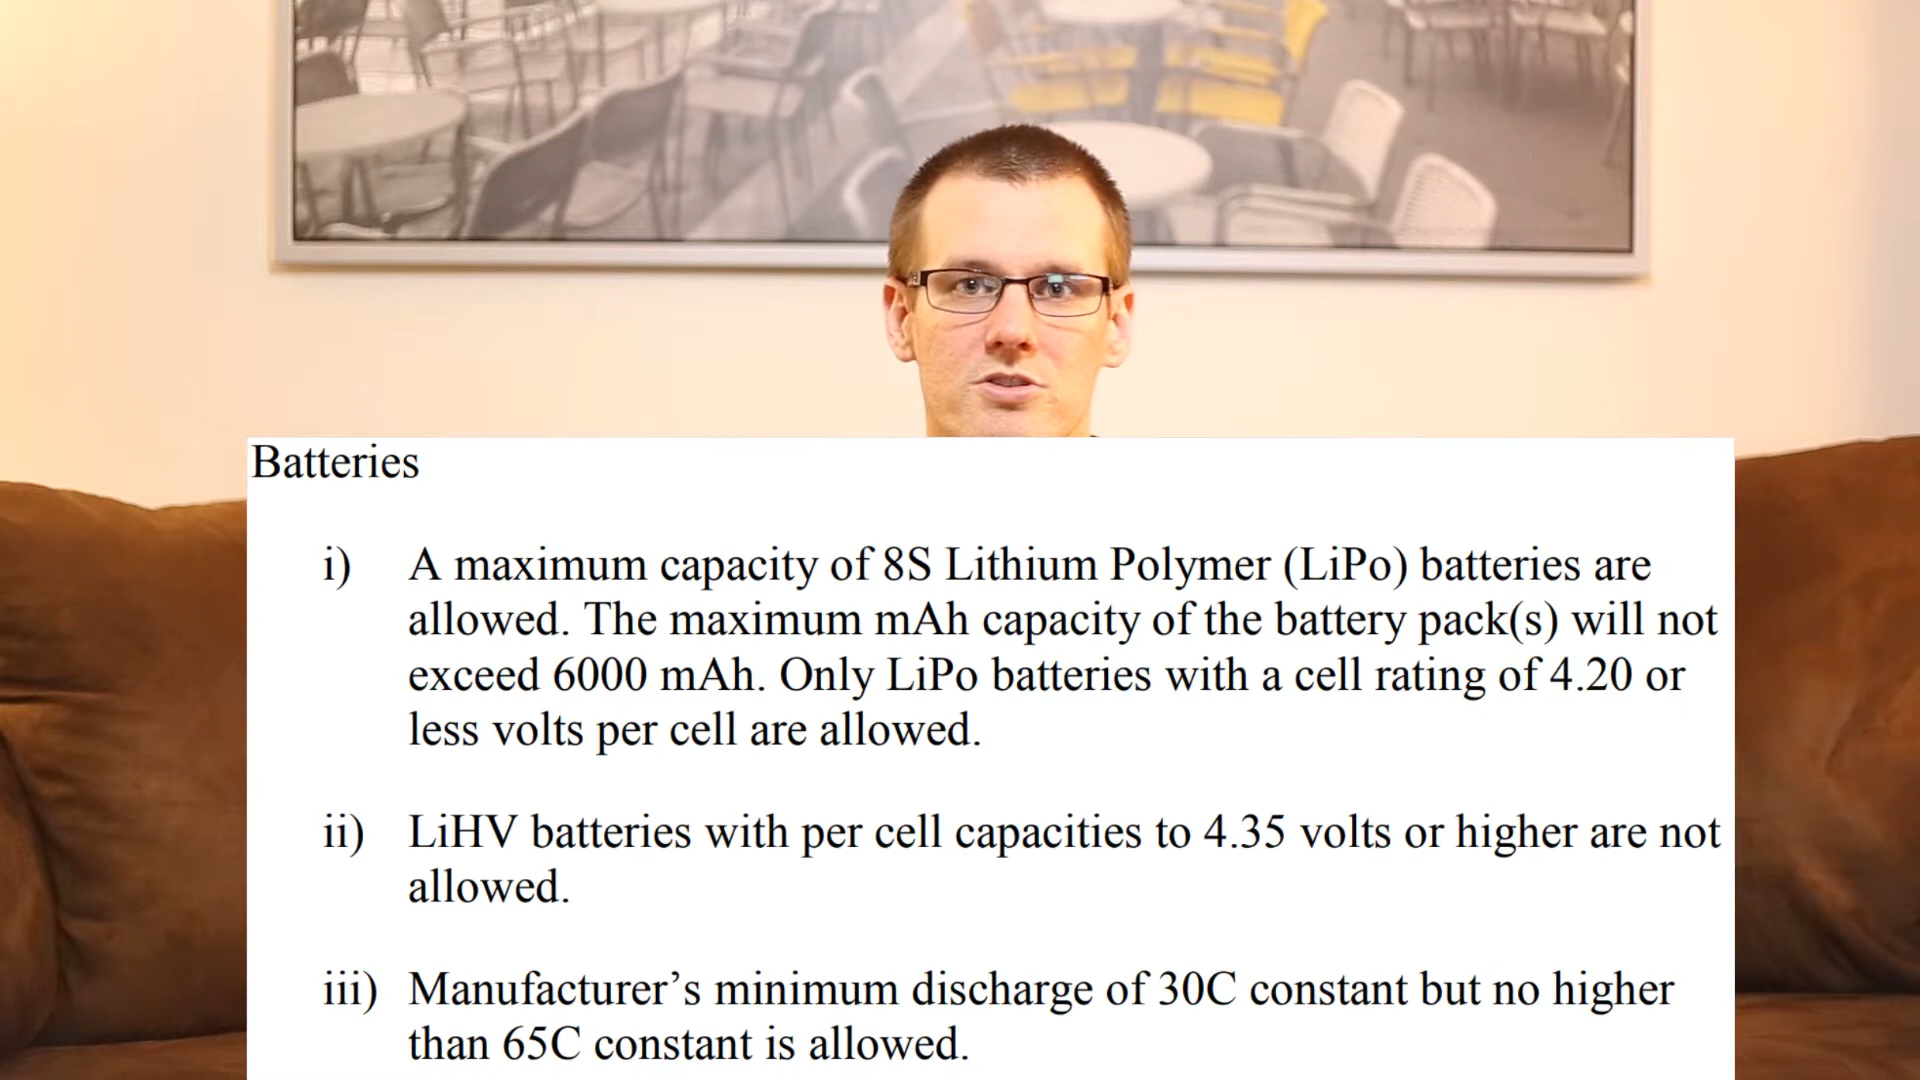 Batteries
i) A maximum capacity of 8S Lithium Polymer (LiPo) batteries are
allowed. The maximum mAh capacity of the battery pack(s) will not
exceed 6000 mAh. Only LiPo batteries with a cell rating of 4.20 or
less volts per cell are allowed.
ii) LiHV batteries with per cell capacities to 4.35 volts or higher are not
allowed.
iii) Manufacturer’s minimum discharge of 30C constant but no higher
than 65C constant is allowed.